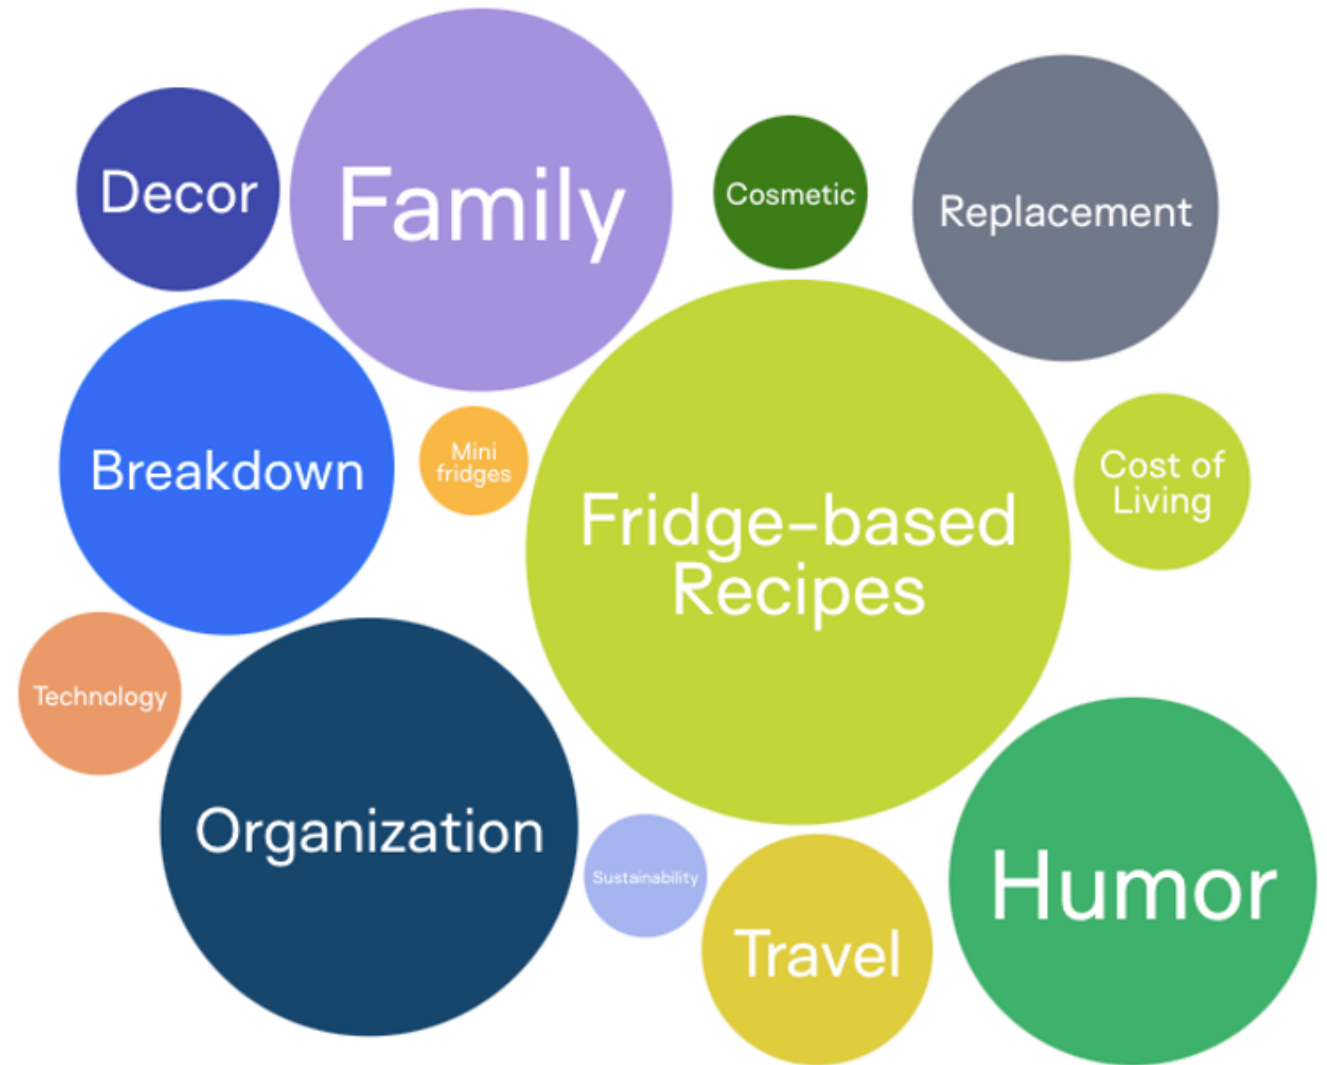 Decor
Family
Cosmetic
Replacement
Breakdown
Mini
fridges
Fridge-based
Recipes
Cost of
Living
Technology
Organization
Sustainability
Travel
Humor